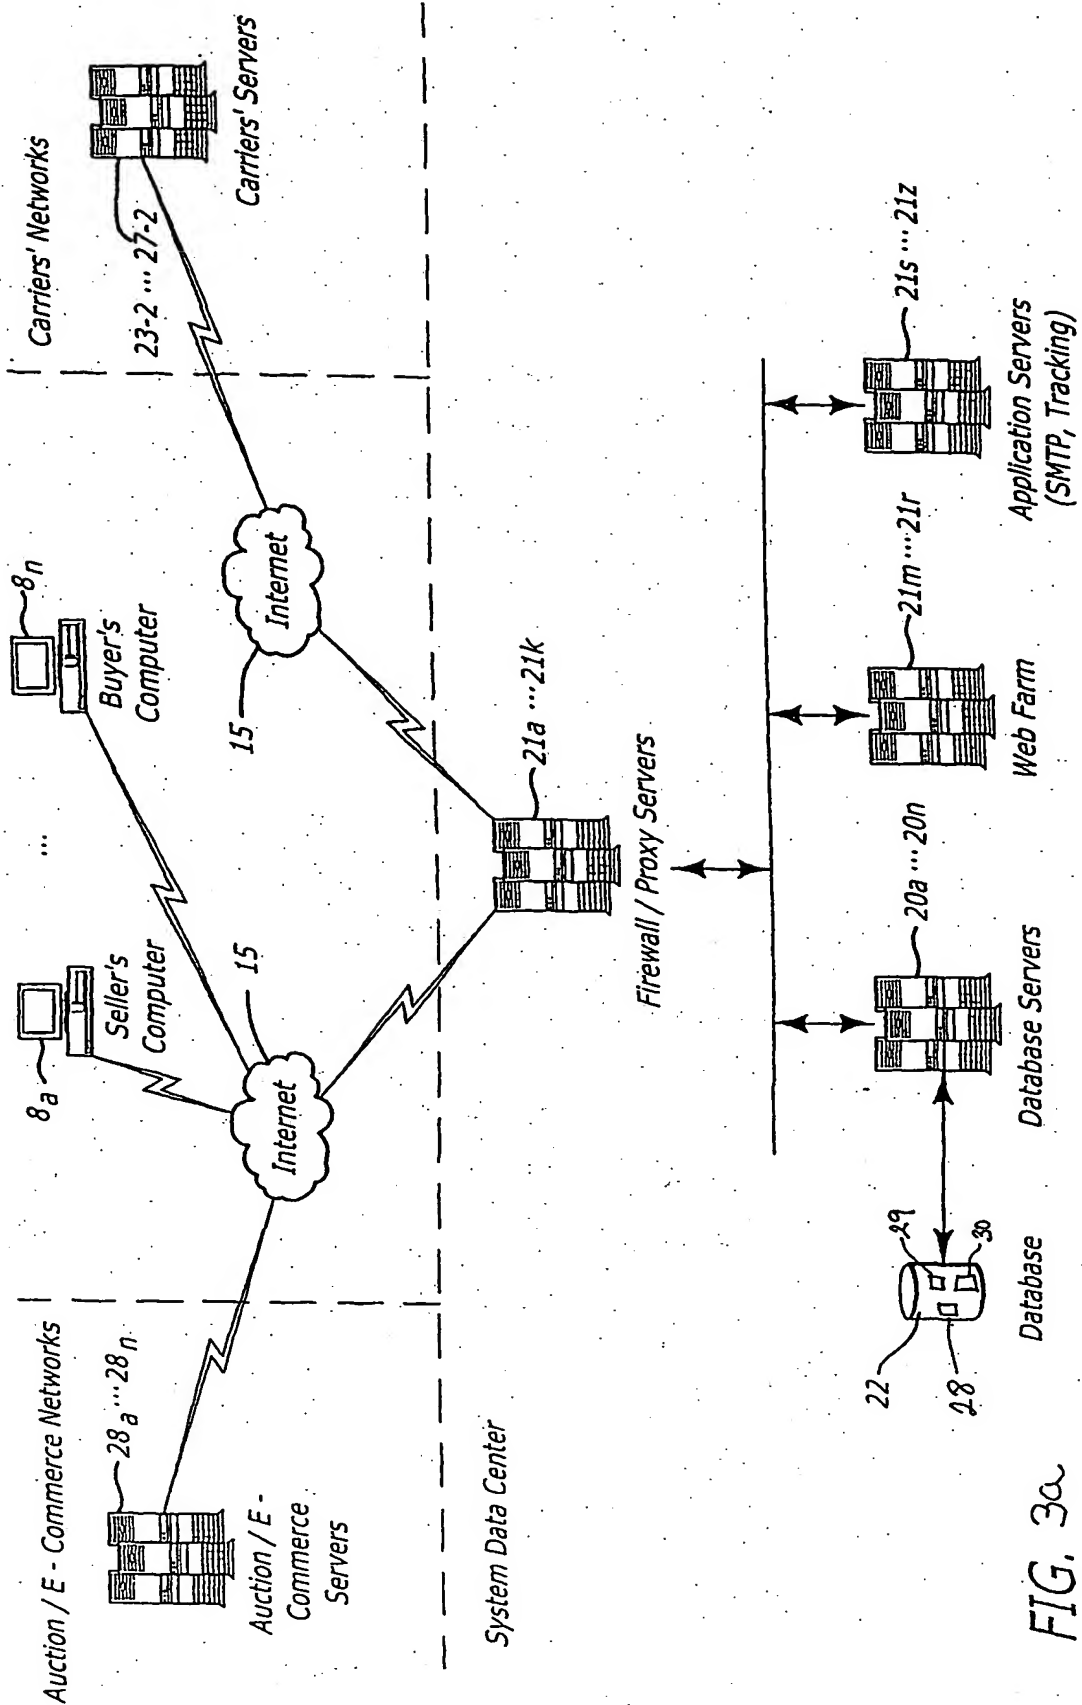 Auction / E - Commerce Networks
28a ... 28n
Auction / E -
Commerce
Servers
8a
Seller's
Computer
...
8n
Buyer's
Computer
15
Internet
15
Internet
Carriers' Networks
23-2 ... 27-2
Carriers' Servers
System Data Center
21a ... 21k
Firewall / Proxy Servers
22
28
29
30
Database
20a ... 20n
Database Servers
21m ... 21r
Web Farm
21s ... 21z
Application Servers
(SMTP, Tracking)
FIG. 3a